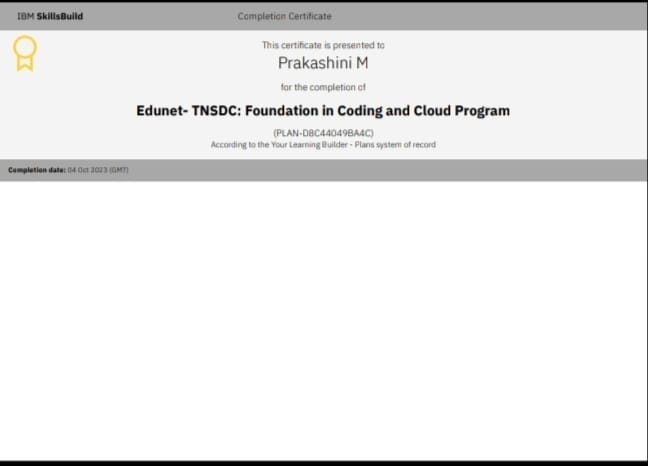 IBM SkillsBuild
Completion Certificate
This certificate is presented to
Prakashini M
for the completion of
Edunet- TNSDC: Foundation in Coding and Cloud Program
(PLAN-D8C44049BA4C)
According to the Your Learning Builder - Plans system of record
Completion date: 04 Oct 2023 (GMT)